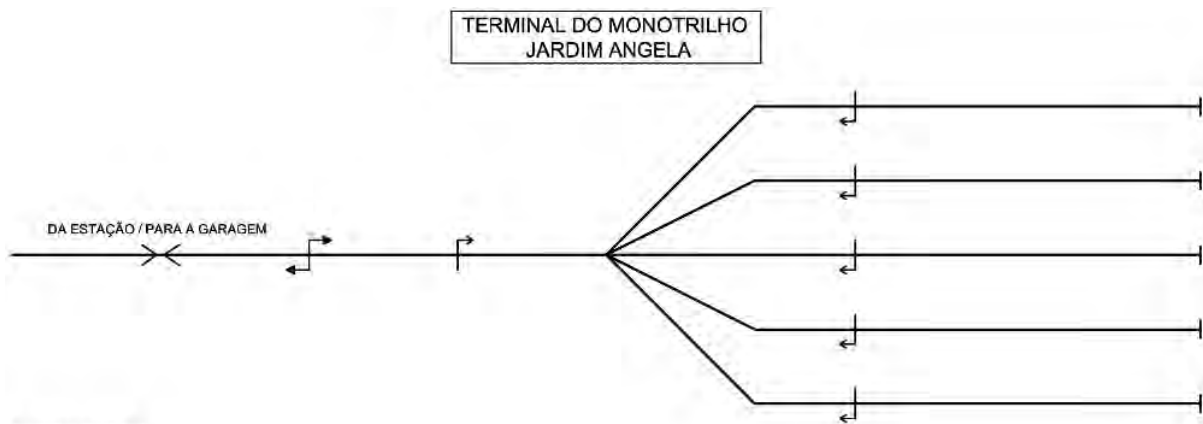 TERMINAL DO MONOTRILHO
JARDIM ANGELA
DA ESTAÇÃO / PARA A GARAGEM